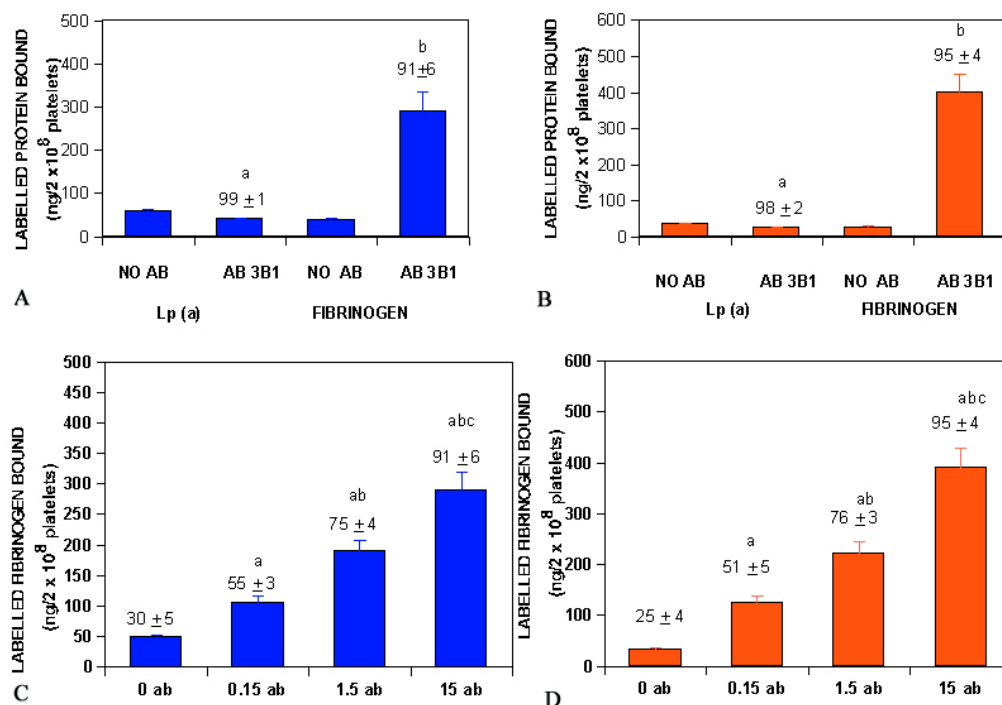 LABELLED PROTEIN BOUND
(ng/2 x10⁸ platelets)
500
400
300
200
100
0
a
99 ±1
b
91±6
NO AB AB 3B1 NO AB AB 3B1
Lp (a) FIBRINOGEN
A
LABELLED PROTEIN BOUND
(ng/2 x10⁸ platelets)
600
500
400
300
200
100
0
a
98 ±2
b
95 ±4
NO AB AB 3B1 NO AB AB 3B1
Lp (a) FIBRINOGEN
B
LABELLED FIBRINOGEN BOUND
(ng/2 x 10⁸ platelets)
500
450
400
350
300
250
200
150
100
50
0
30 ±5
a
55 ±3
ab
75 ±4
abc
91 ±6
0 ab 0.15 ab 1.5 ab 15 ab
C
LABELLED FIBRINOGEN BOUND
(ng/2 x 10⁸ platelets)
600
500
400
300
200
100
0
25 ±4
a
51 ±5
ab
76 ±3
abc
95 ±4
0 ab 0.15 ab 1.5 ab 15 ab
D